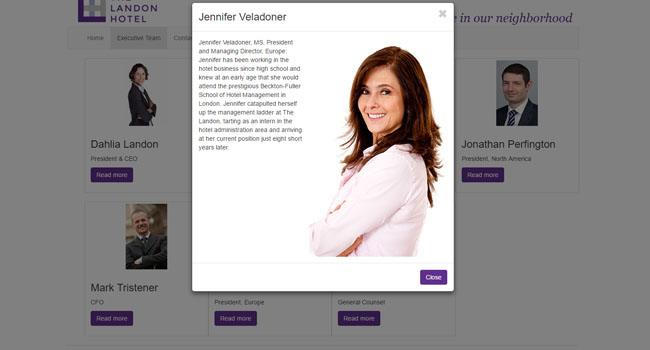 THE
LANDON
HOTEL
in our neighborhood
Home Executive Team Contac
Jennifer Veladoner
✖
Jennifer Veladoner, MS, President
and Managing Director, Europe:
Jennifer has been working in the
hotel business since high school and
knew at an early age that she would
attend the prestigious Beckton-Fuller
School of Hotel Management in
London. Jennifer catapulted herself
up the management ladder at The
Landon, tarting as an intern in the
hotel administration area and arriving
at her current position just eight short
years later.
Close
Dahlia Landon
President & CEO
Read more
Jonathan Perfington
President, North America
Read more
Mark Tristener
CFO
Read more
President, Europe
Read more
General Counsel
Read more